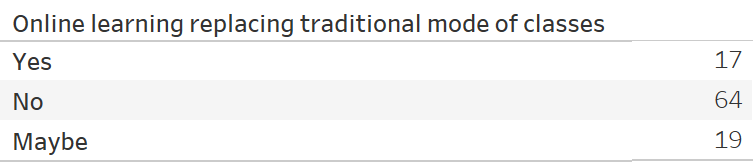 Online learning replacing traditional mode of classes
Yes 17
No 64
Maybe 19